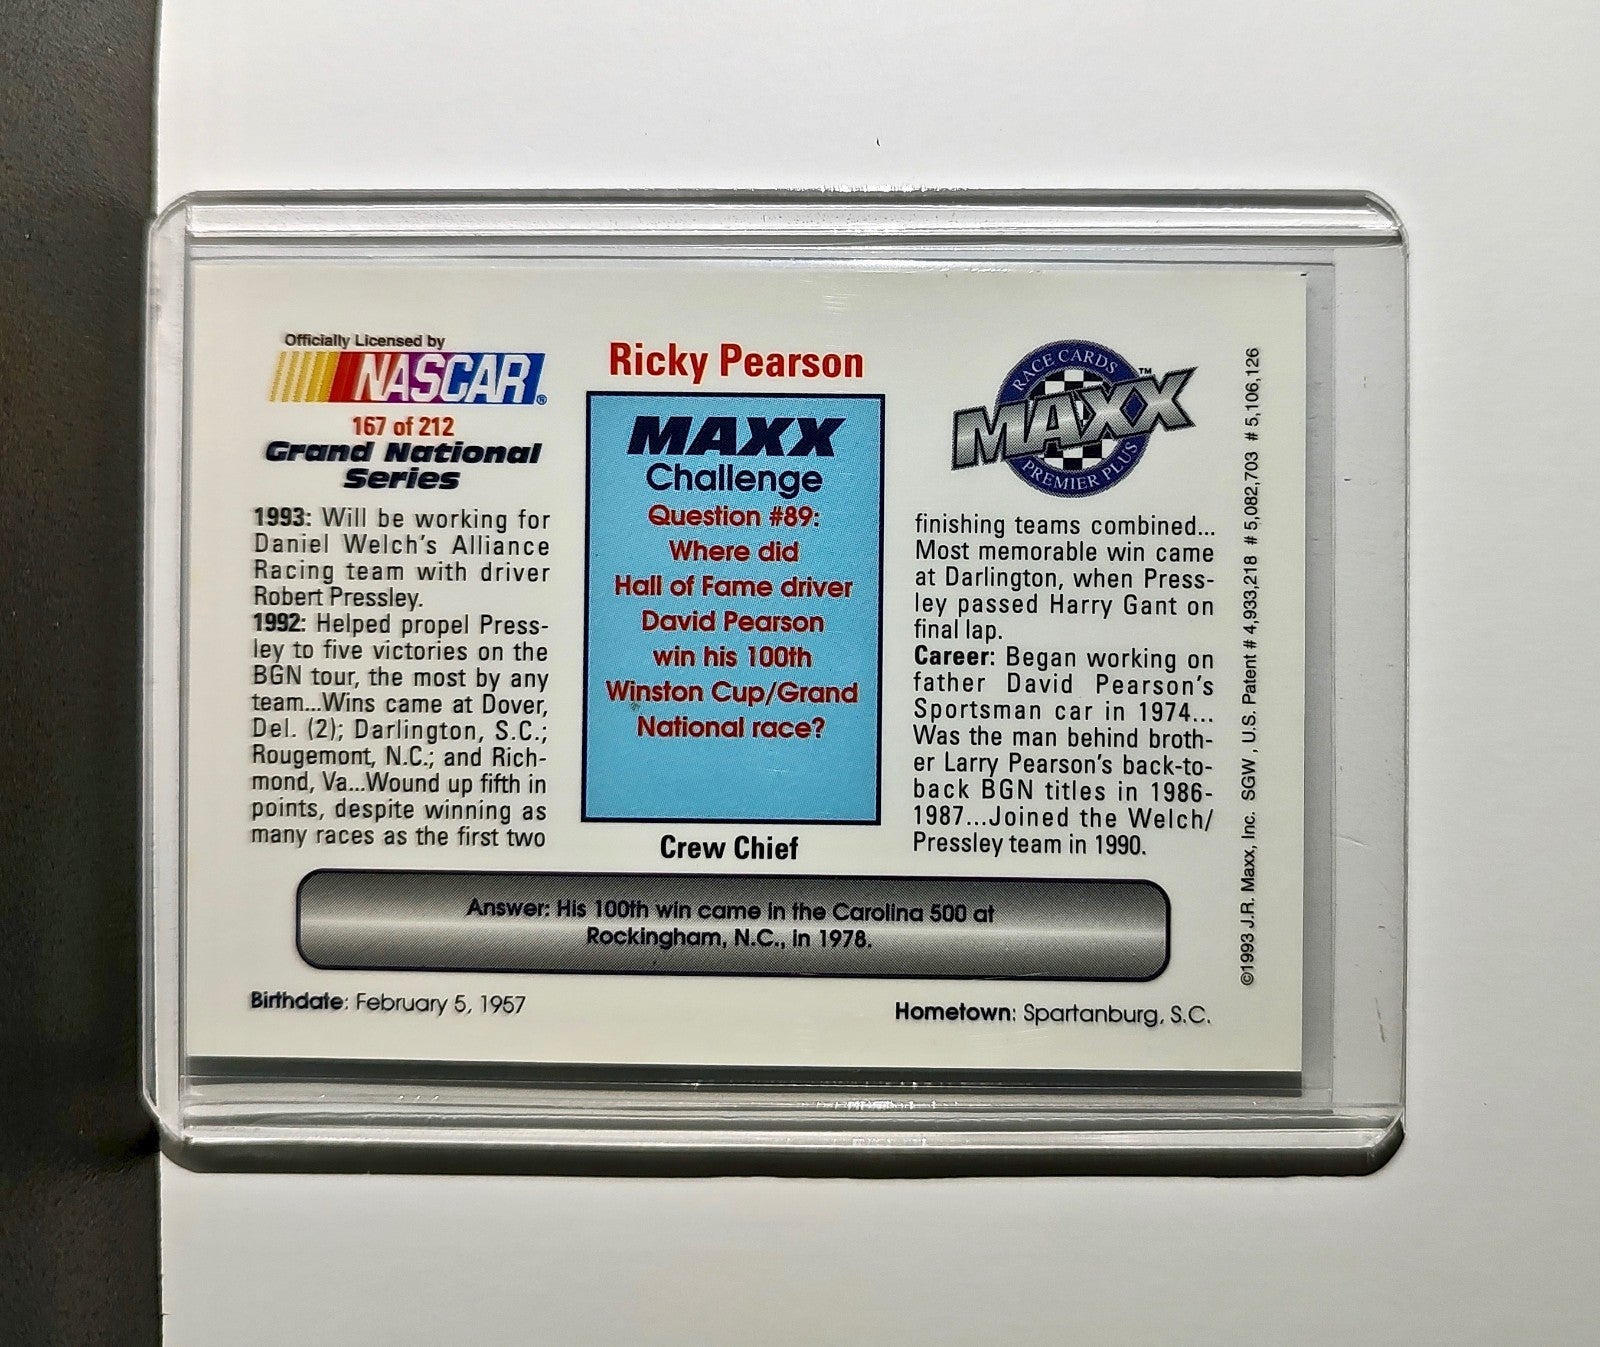 Officially Licensed by
NASCAR®
167 of 212
Grand National
Series
1993: Will be working for
Daniel Welch's Alliance
Racing team with driver
Robert Pressley.
1992: Helped propel Press-
ley to five victories on the
BGN tour, the most by any
team...Wins came at Dover,
Del. (2); Darlington, S.C.;
Rougemont, N.C.; and Rich-
mond, Va...Wound up fifth in
points, despite winning as
many races as the first two
Ricky Pearson
MAXX
Challenge
Question #89:
Where did
Hall of Fame driver
David Pearson
win his 100th
Winston Cup/Grand
National race?
Crew Chief
RACE CARDS
MAXX™
PREMIER PLUS
finishing teams combined...
Most memorable win came
at Darlington, when Press-
ley passed Harry Gant on
final lap.
Career: Began working on
father David Pearson's
Sportsman car in 1974...
Was the man behind broth-
er Larry Pearson's back-to-
back BGN titles in 1986-
1987...Joined the Welch/
Pressley team in 1990.
Answer: His 100th win came in the Carolina 500 at
Rockingham, N.C., in 1978.
Birthdate: February 5, 1957
Hometown: Spartanburg, S.C.
©1993 J.R. Maxx, Inc. SGW , U.S. Patent # 4,933,218 # 5,082,703 # 5,106,126